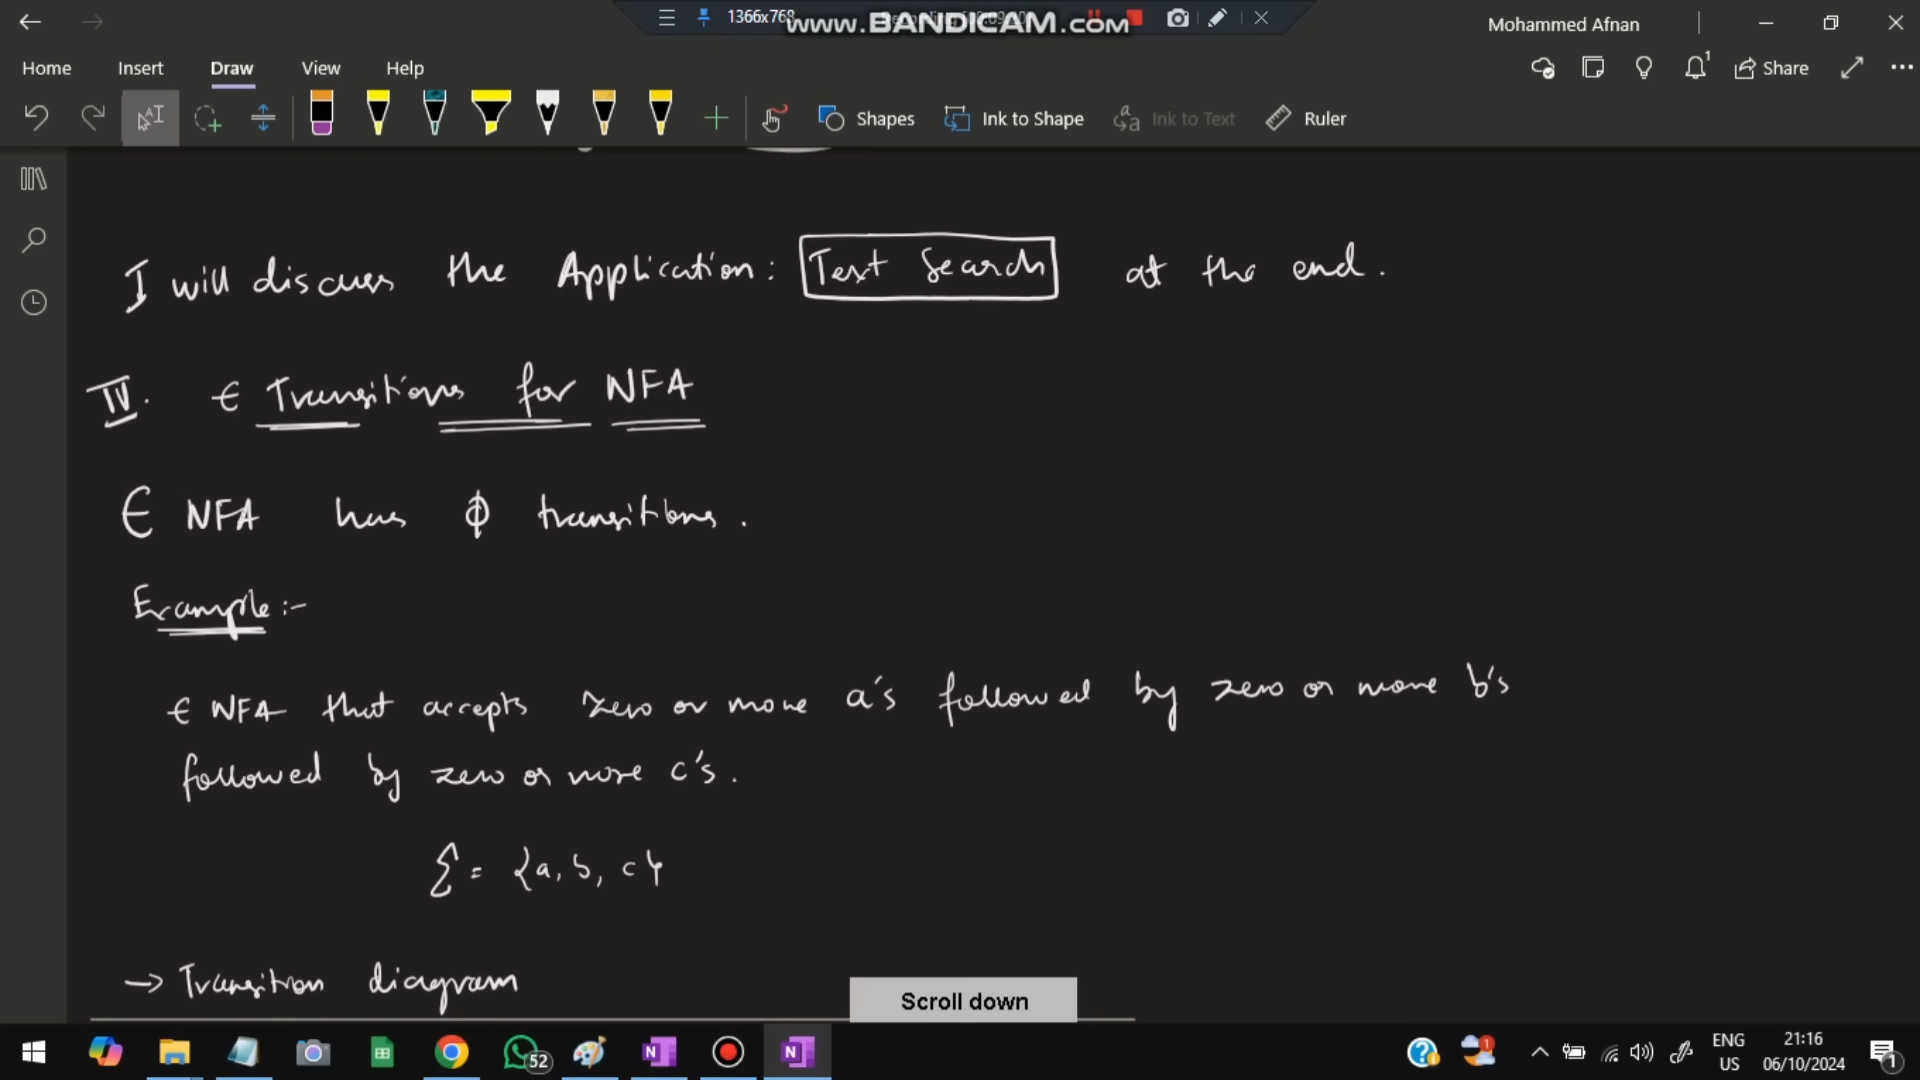 1366x768
www.BANDICAM.com
Mohammed Afnan
Home Insert Draw View Help
1
Share
Shapes Ink to Shape Ink to Text Ruler
I will discuss the Application: Text Search at the end.
IV. ∈ Transitions for NFA
∈ NFA has ϕ transitions.
Example:-
∈ NFA that accepts zero or more a's followed by zero or more b's
followed by zero or more c's.
Σ = {a, b, c}
→ Transition diagram
Scroll down
52
1
ENG
US
21:16
06/10/2024
1